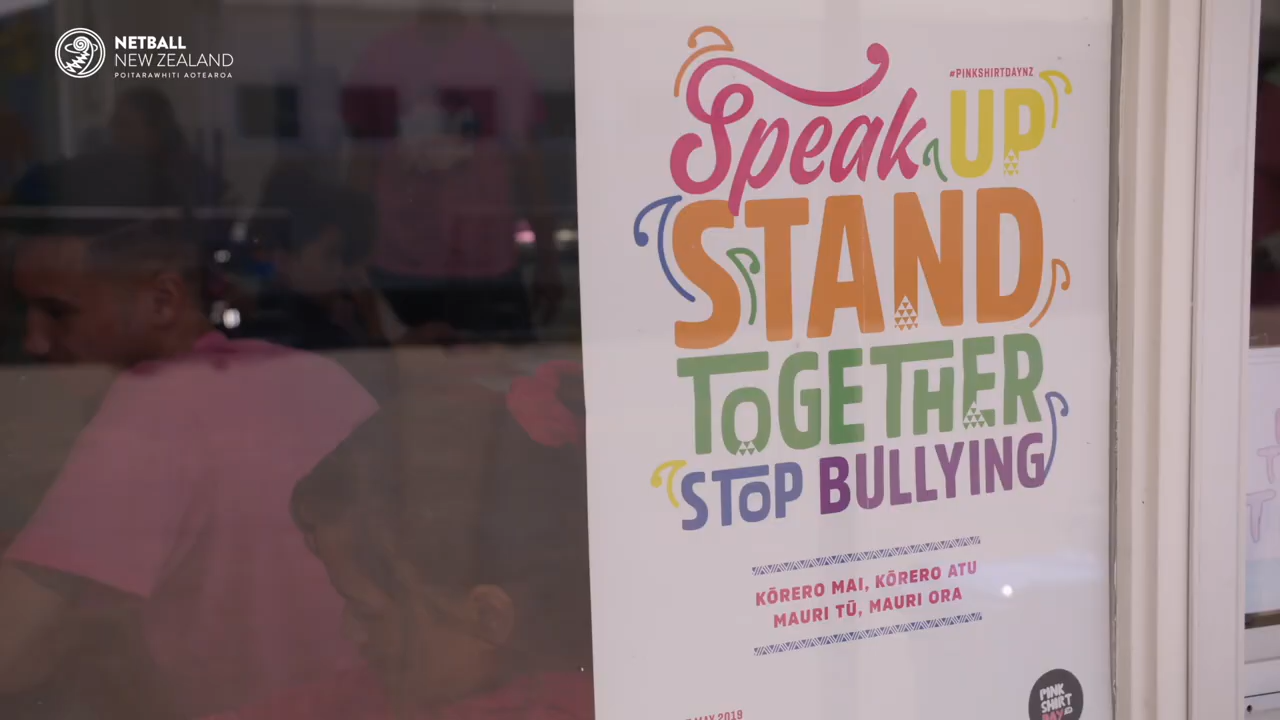 NETBALL
NEW ZEALAND
POITARAWHITI AOTEAROA
#PINKSHIRTDAYNZ
Speak UP
STAND
TOGETHER
STOP BULLYING
KŌRERO MAI, KŌRERO ATU
MAURI TŪ, MAURI ORA
MAY 2019
PINK
SHIRT
DAY